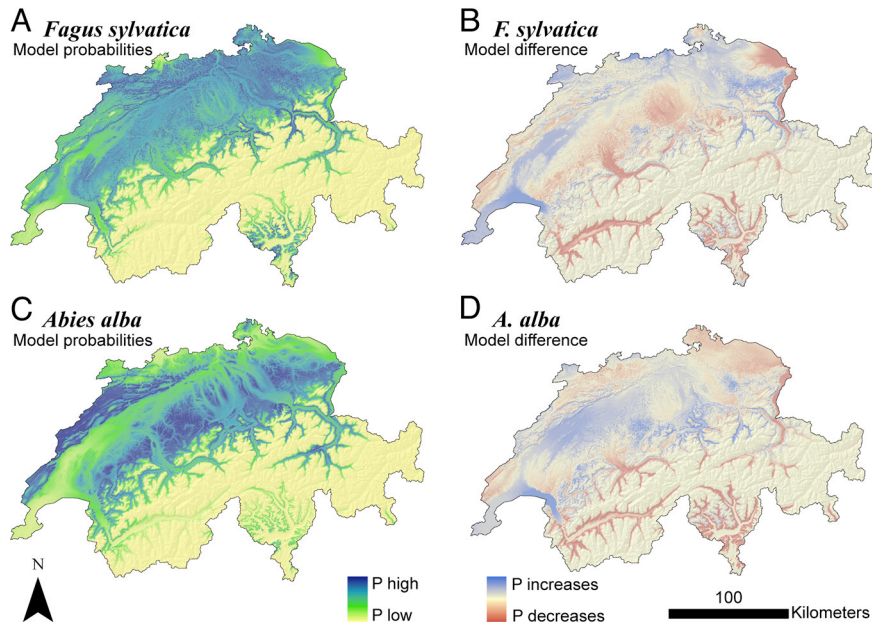 A
Fagus sylvatica
Model probabilities
B
F. sylvatica
Model difference
C
Abies alba
Model probabilities
D
A. alba
Model difference
N
P high
P low
P increases
P decreases
100
Kilometers